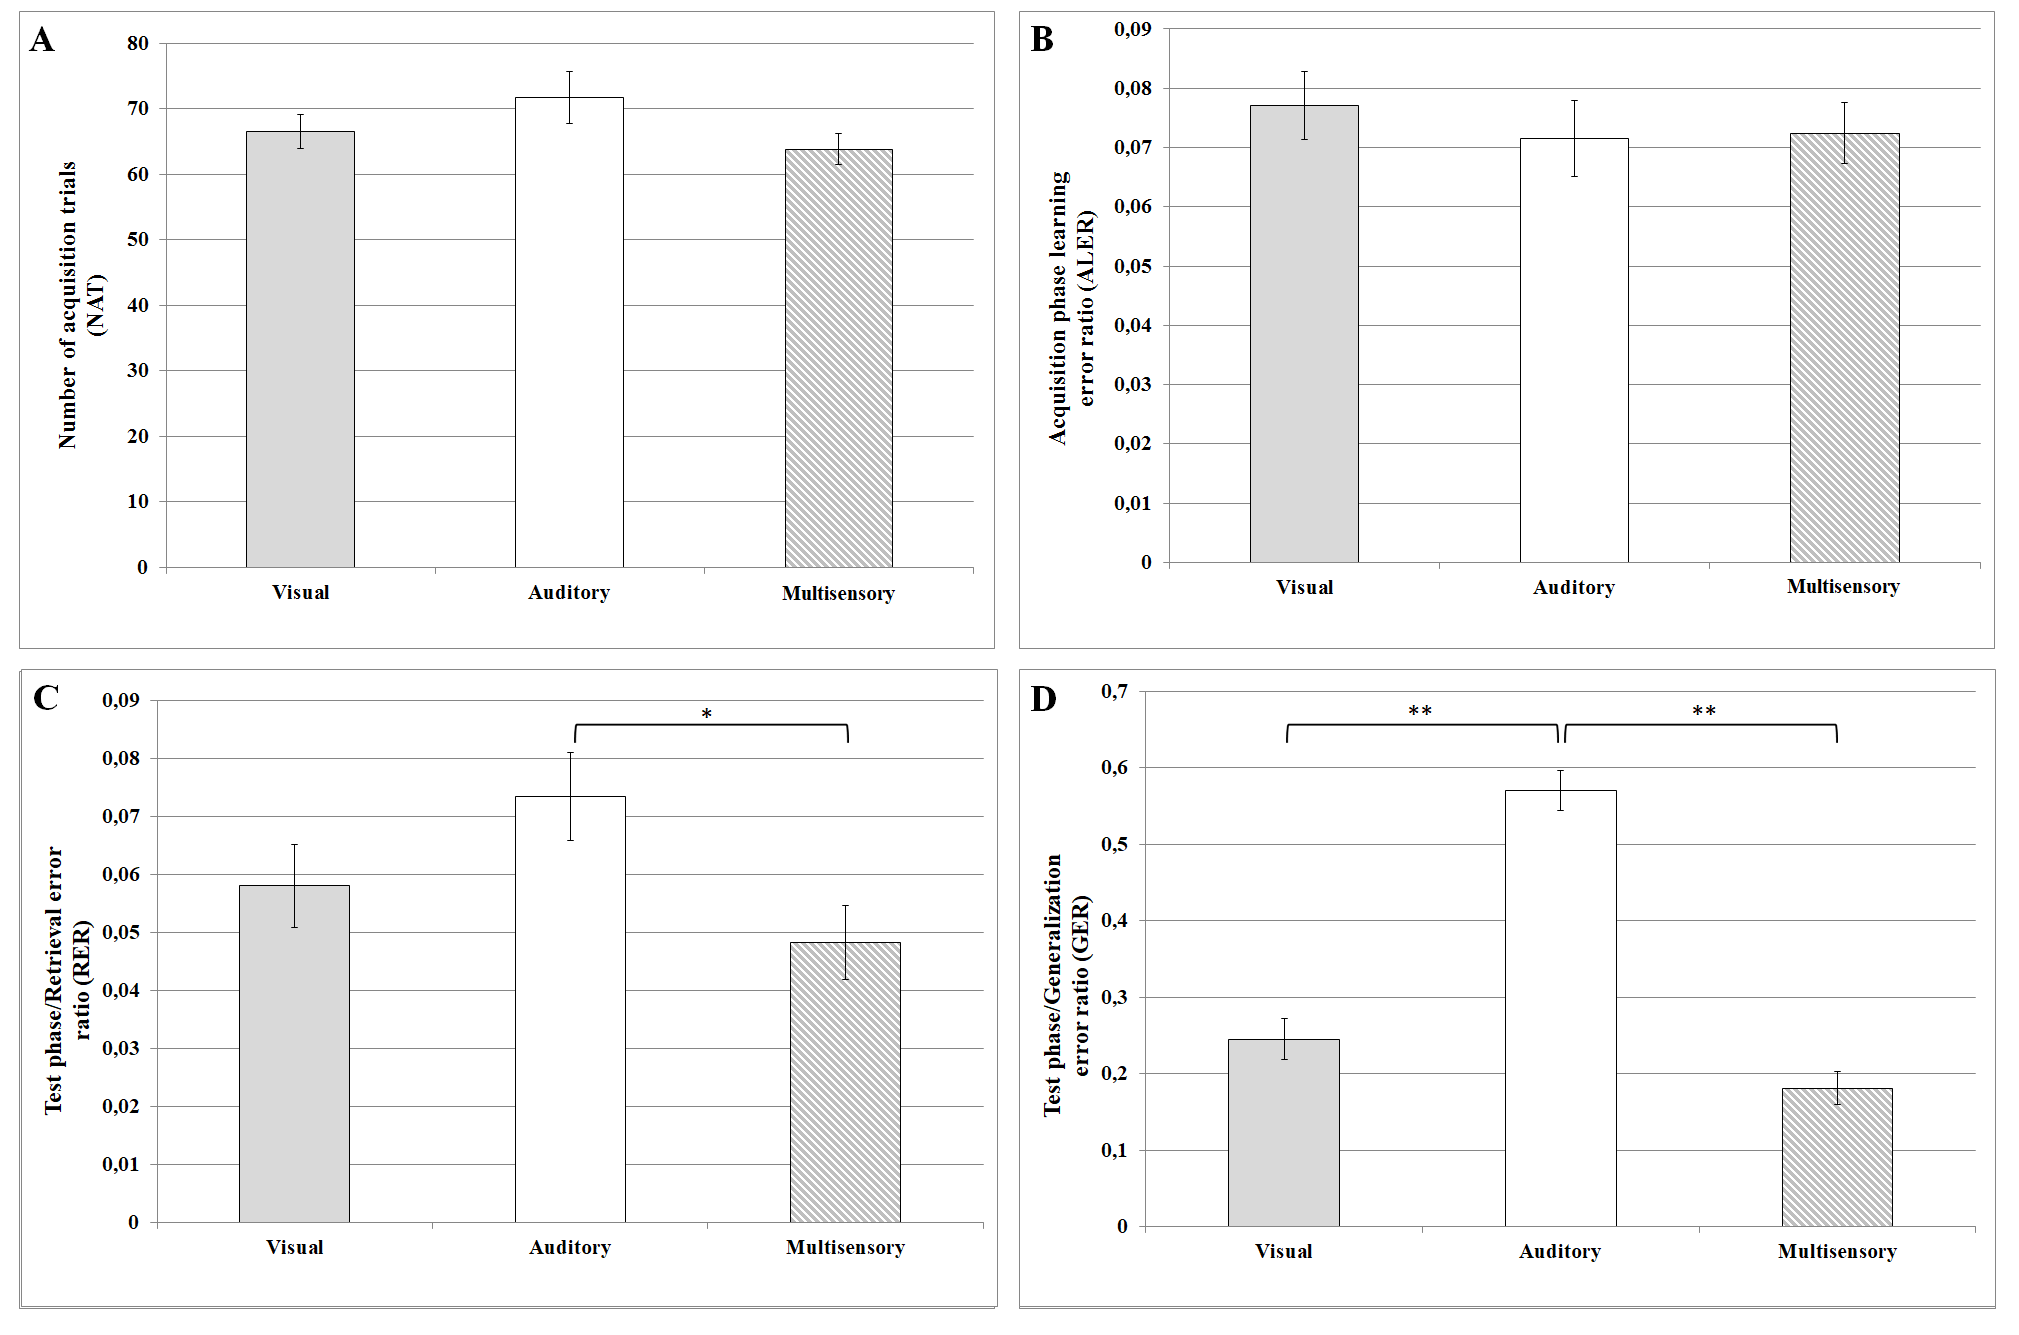 A
Number of acquisition trials
(NAT)
80
70
60
50
40
30
20
10
0
Visual
Auditory
Multisensory
B
Acquisition phase learning
error ratio (ALER)
0,09
0,08
0,07
0,06
0,05
0,04
0,03
0,02
0,01
0
Visual
Auditory
Multisensory
C
Test phase/Retrieval error
ratio (RER)
0,09
0,08
0,07
0,06
0,05
0,04
0,03
0,02
0,01
0
*
Visual
Auditory
Multisensory
D
Test phase/Generalization
error ratio (GER)
0,7
0,6
0,5
0,4
0,3
0,2
0,1
0
**
**
Visual
Auditory
Multisensory